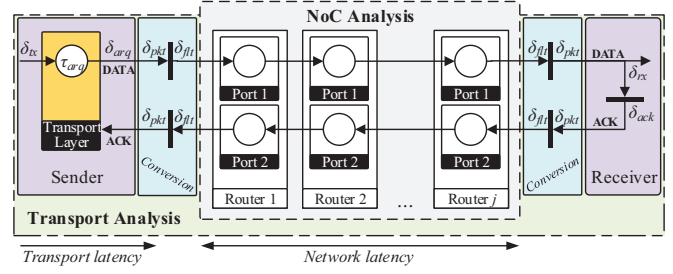 NoC Analysis
δtx
δarq
δpkt
δflt
δflt
δpkt
DATA
τarq
DATA
δrx
Port 1
Port 1
Port 1
δack
δpkt
δflt
δflt
δpkt
ACK
Transport
Layer
ACK
Port 2
Port 2
Port 2
Conversion
Conversion
Sender
Router 1
Router 2
...
Router j
Receiver
Transport Analysis
Transport latency
Network latency